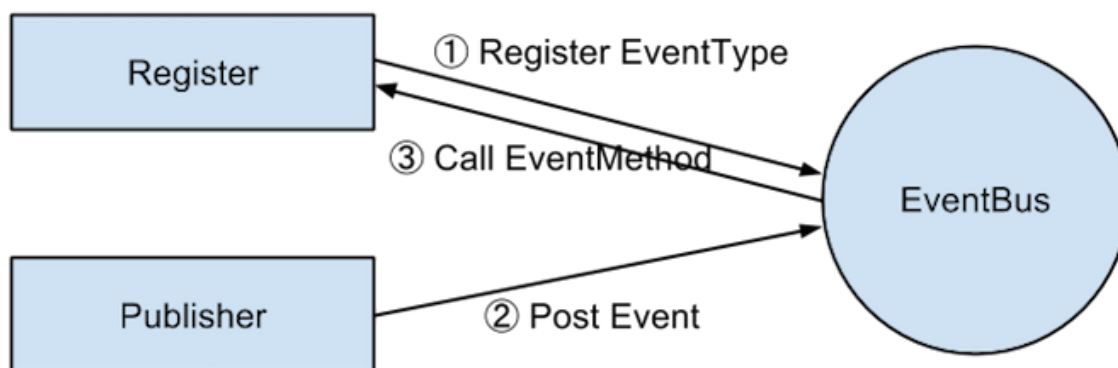 Register
① Register EventType
③ Call EventMethod
EventBus
Publisher
② Post Event